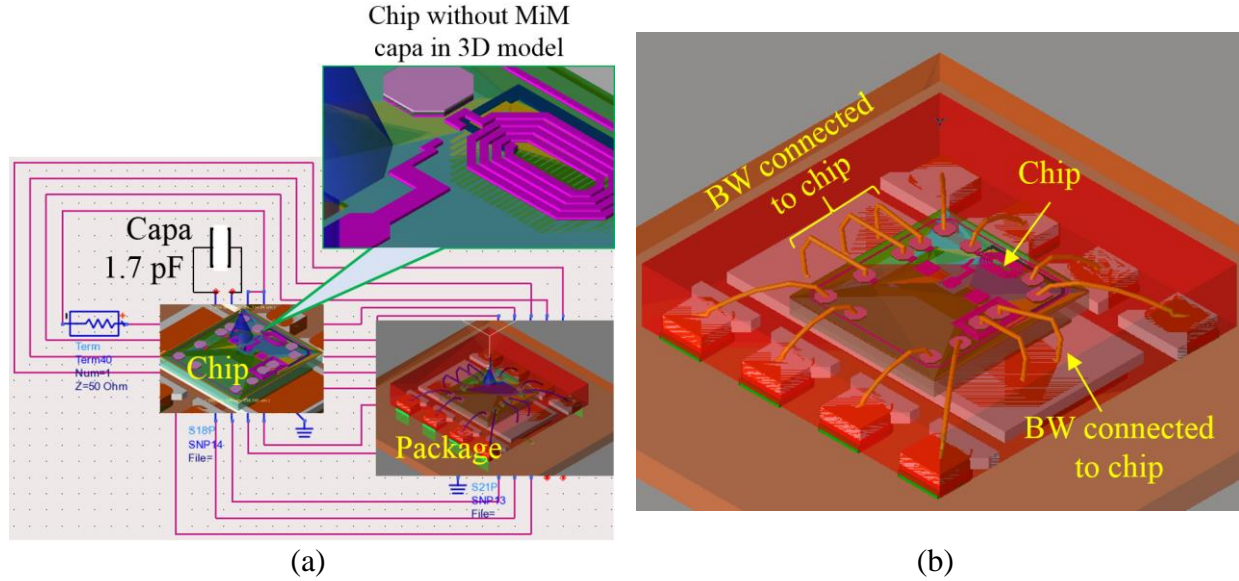 Chip without MiM
capa in 3D model
Capa
1.7 pF
Term
Term40
Num=1
Z=50 Ohm
Chip
S18P
SNP14
File=
Package
S21P
SNP13
File=
(a)
BW connected
to chip
Chip
BW connected
to chip
(b)